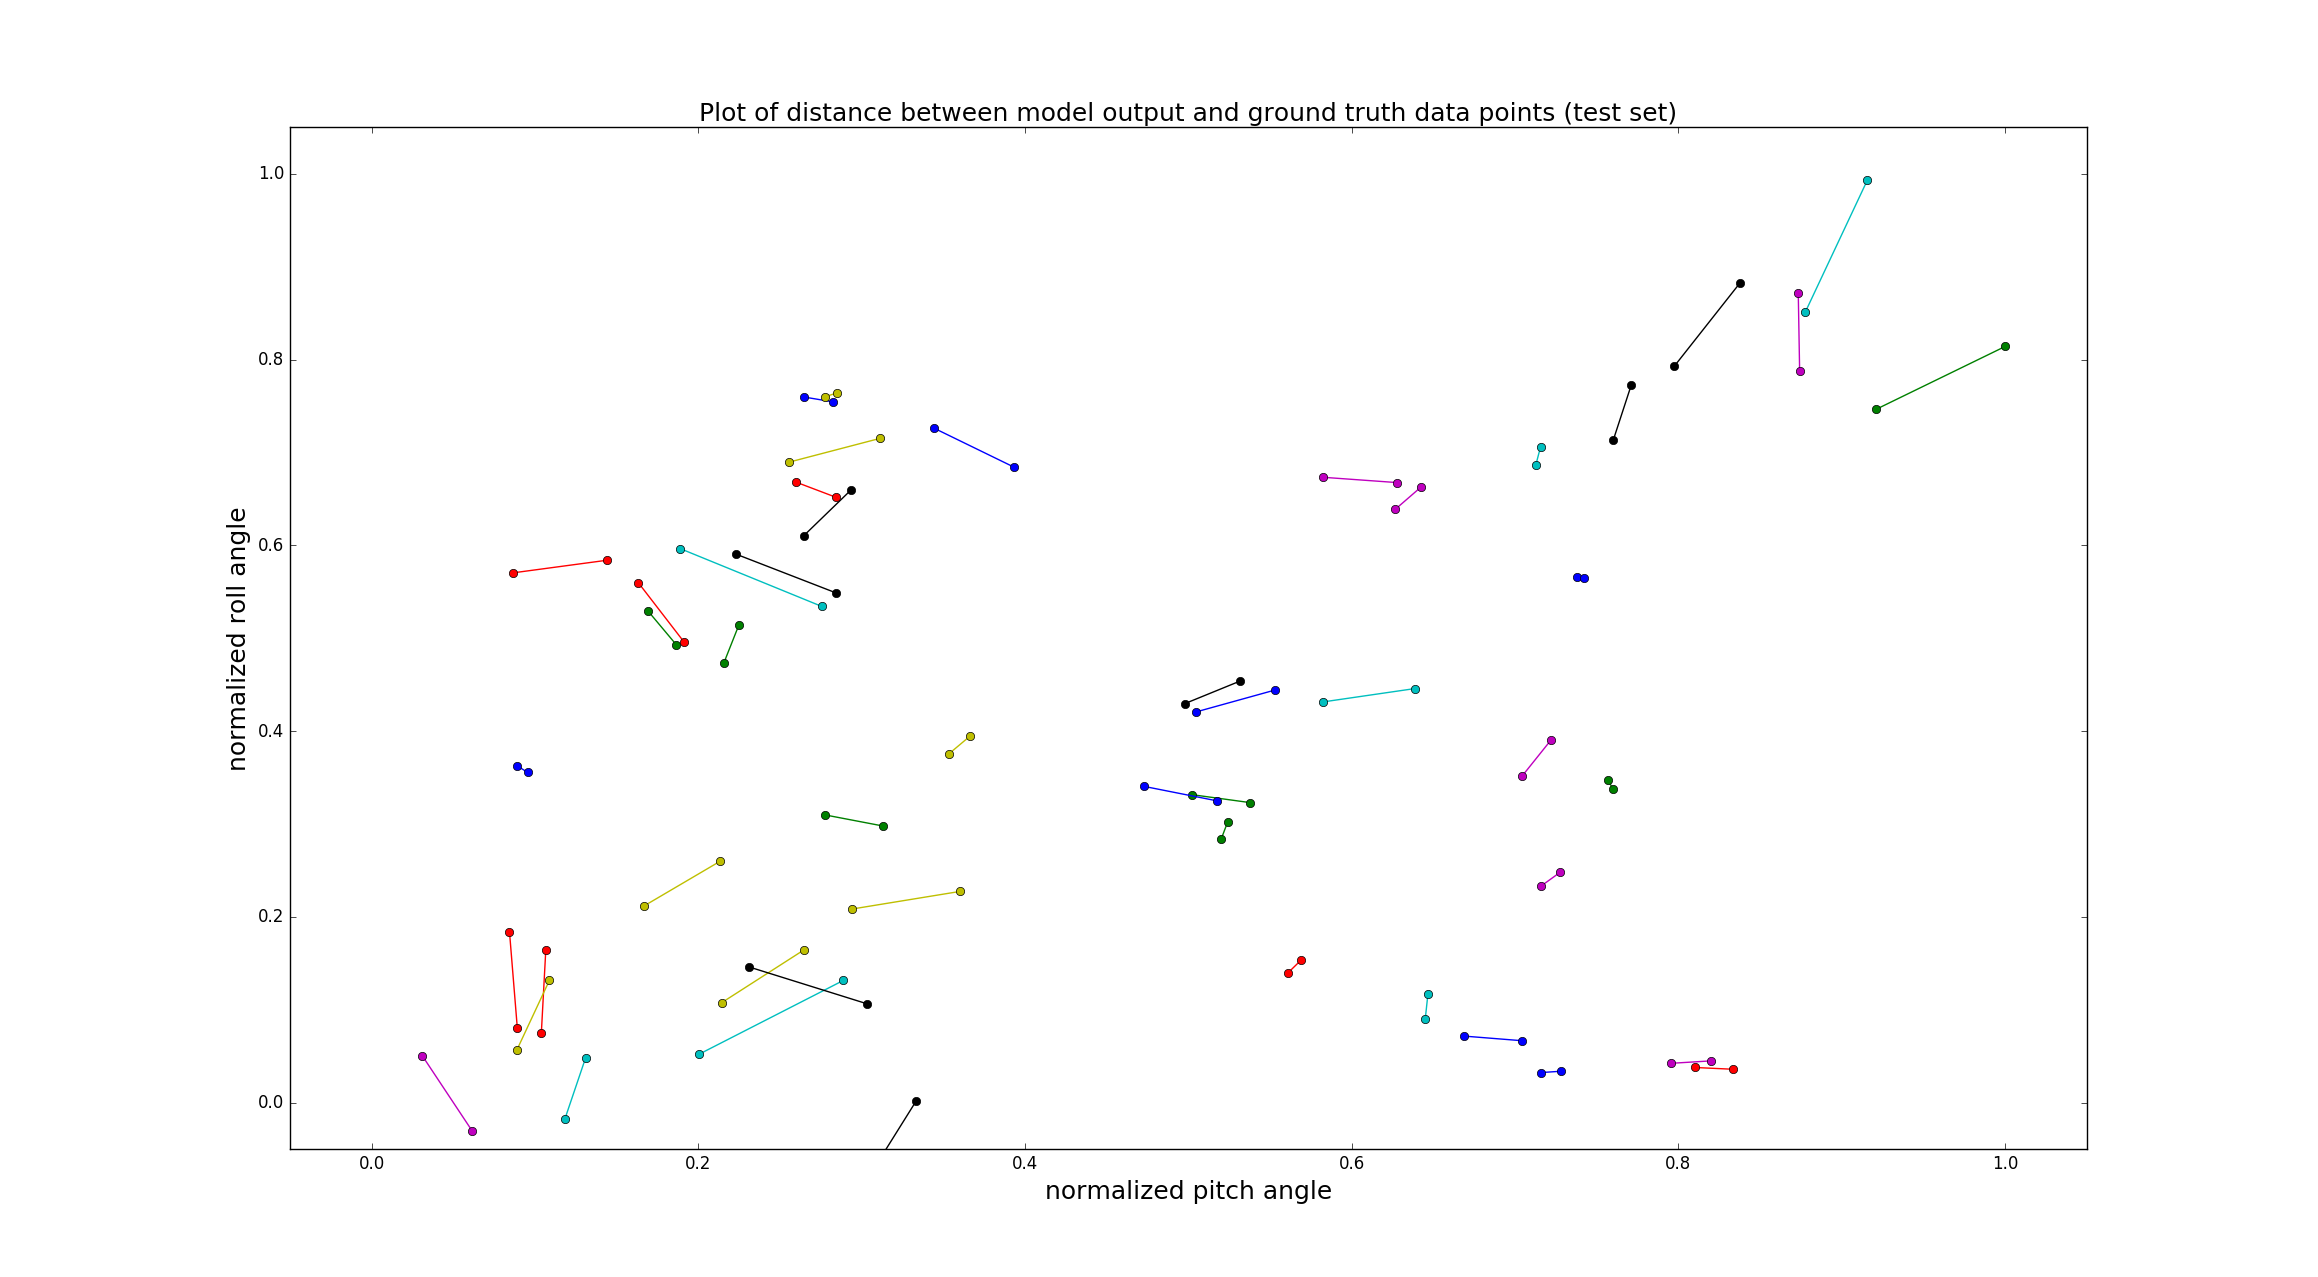 Plot of distance between model output and ground truth data points (test set)
1.0
0.8
0.6
0.4
0.2
0.0
normalized roll angle
0.0 0.2 0.4 0.6 0.8 1.0
normalized pitch angle